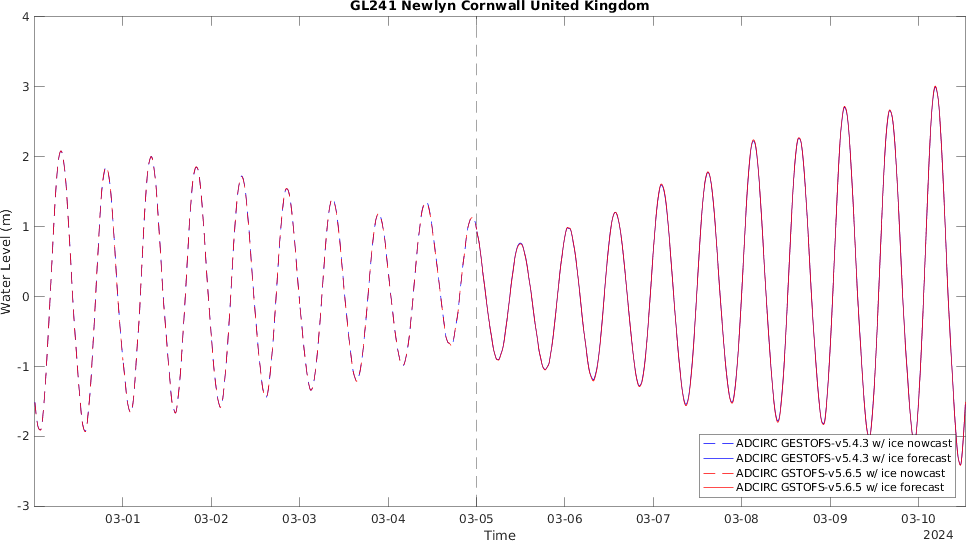 GL241 Newlyn Cornwall United Kingdom
4
3
2
1
0
-1
-2
-3
Water Level (m)
ADCIRC GESTOFS-v5.4.3 w/ ice nowcast
ADCIRC GESTOFS-v5.4.3 w/ ice forecast
ADCIRC GSTOFS-v5.6.5 w/ ice nowcast
ADCIRC GSTOFS-v5.6.5 w/ ice forecast
03-01 03-02 03-03 03-04 03-05 03-06 03-07 03-08 03-09 03-10
Time
2024